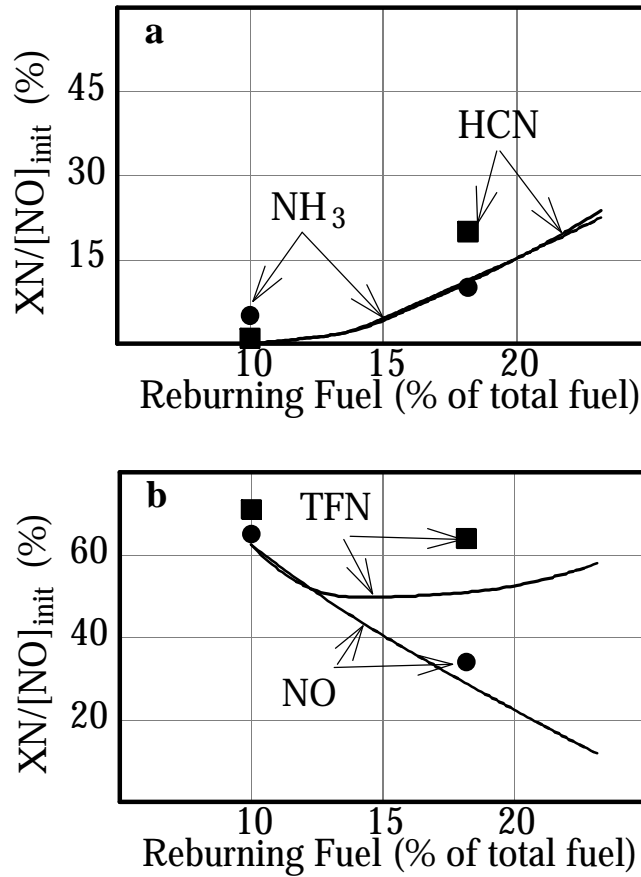 a
XN/[NO]init (%)
45
30
15
HCN
NH3
10 15 20
Reburning Fuel (% of total fuel)
b
XN/[NO]init (%)
60
40
20
TFN
NO
10 15 20
Reburning Fuel (% of total fuel)